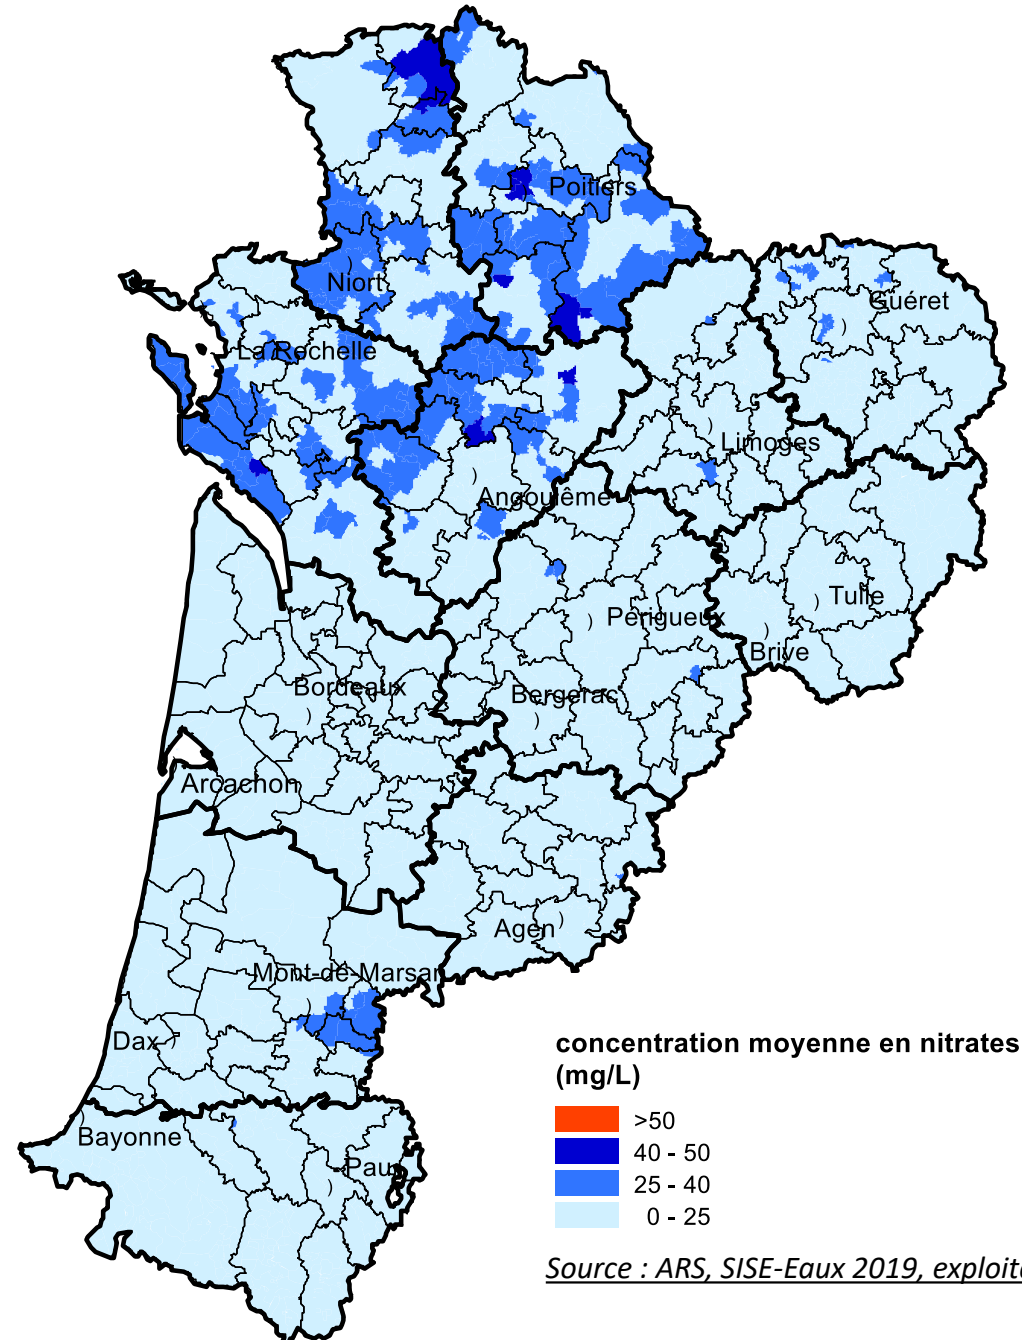 Poitiers
Niort
Guéret
La Rochelle
Limoges
Angoulême
Tulle
Périgueux
Brive
Bordeaux
Bergerac
Arcachon
Agen
Mont-de-Marsan
Dax
Bayonne
Pau
concentration moyenne en nitrates
(mg/L)
>50
40 - 50
25 - 40
0 - 25
Source : ARS, SISE-Eaux 2019, exploit